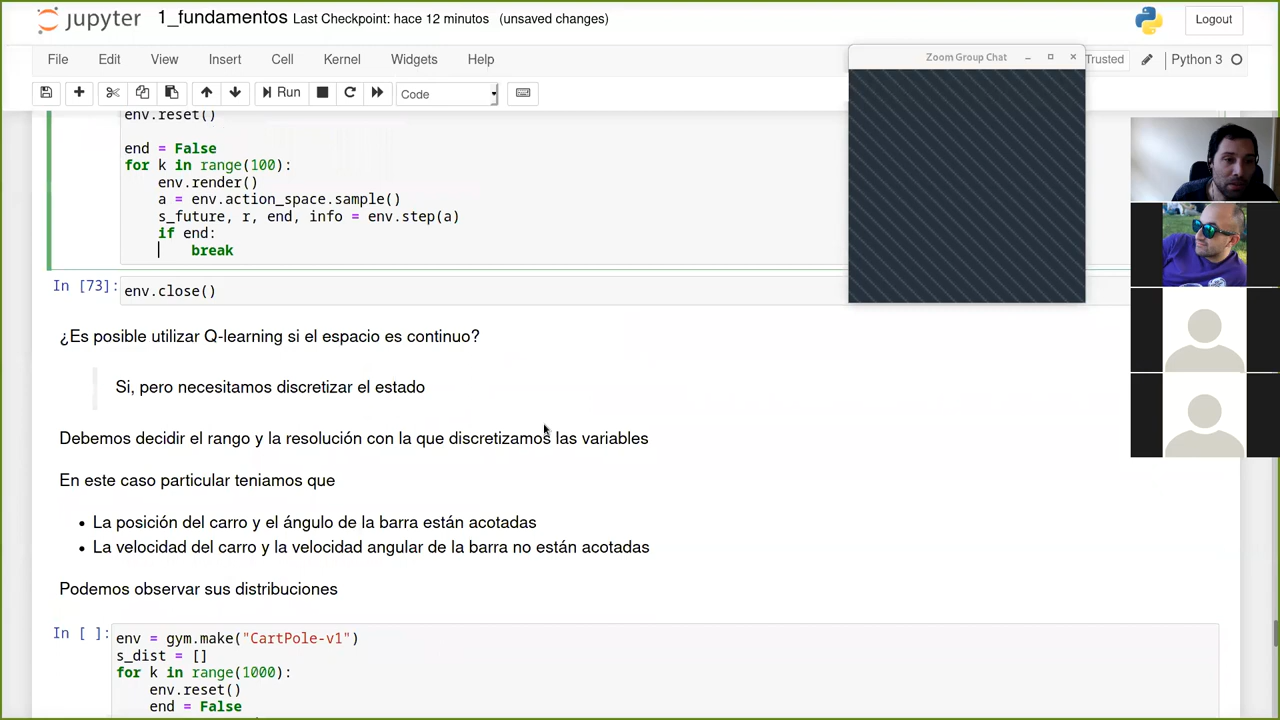 jupyter 1_fundamentos Last Checkpoint: hace 12 minutos (unsaved changes)
Logout
File Edit View Insert Cell Kernel Widgets Help
Zoom Group Chat
Trusted
Python 3
Run
Code
env.reset()
end = False
for k in range(100):
    env.render()
    a = env.action_space.sample()
    s_future, r, end, info = env.step(a)
    if end:
        break
In [73]: env.close()
¿Es posible utilizar Q-learning si el espacio es continuo?
Si, pero necesitamos discretizar el estado
Debemos decidir el rango y la resolución con la que discretizamos las variables
En este caso particular teniamos que
• La posición del carro y el ángulo de la barra están acotadas
• La velocidad del carro y la velocidad angular de la barra no están acotadas
Podemos observar sus distribuciones
In [ ]: env = gym.make("CartPole-v1")
s_dist = []
for k in range(1000):
    env.reset()
    end = False